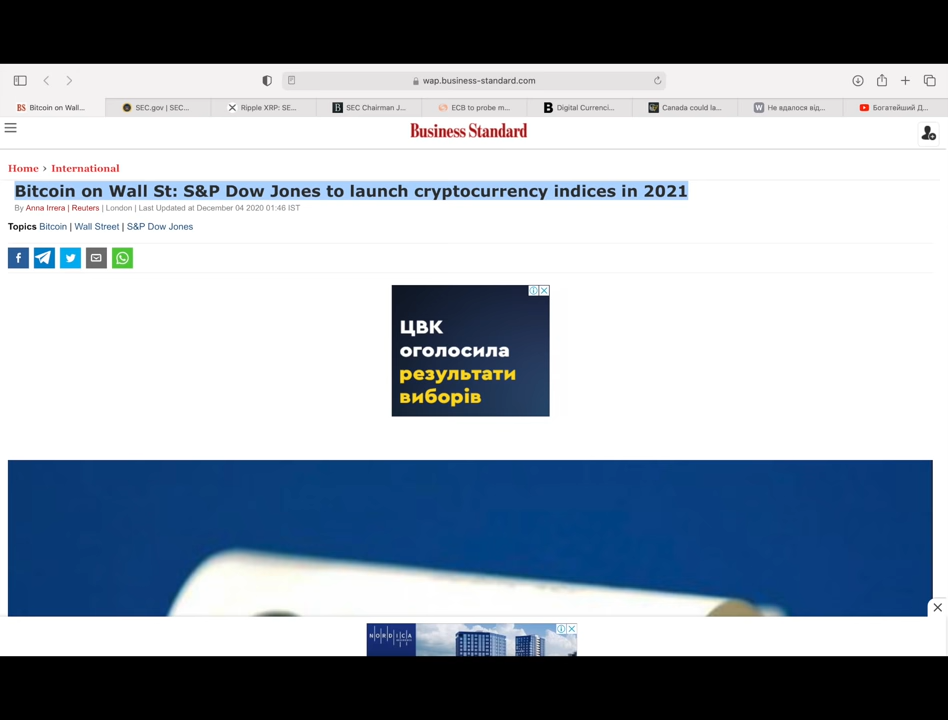 wap.business-standard.com
BS Bitcoin on Wall...
SEC.gov | SEC...
Ripple XRP: SE...
SEC Chairman J...
ECB to probe m...
Digital Currenci...
Canada could la...
Не вдалося від...
Богатейший Д...
Business Standard
Home > International
Bitcoin on Wall St: S&P Dow Jones to launch cryptocurrency indices in 2021
By Anna Irrera | Reuters | London | Last Updated at December 04 2020 01:46 IST
Topics Bitcoin | Wall Street | S&P Dow Jones
ЦВК
оголосила
результати
виборів
NORDICA